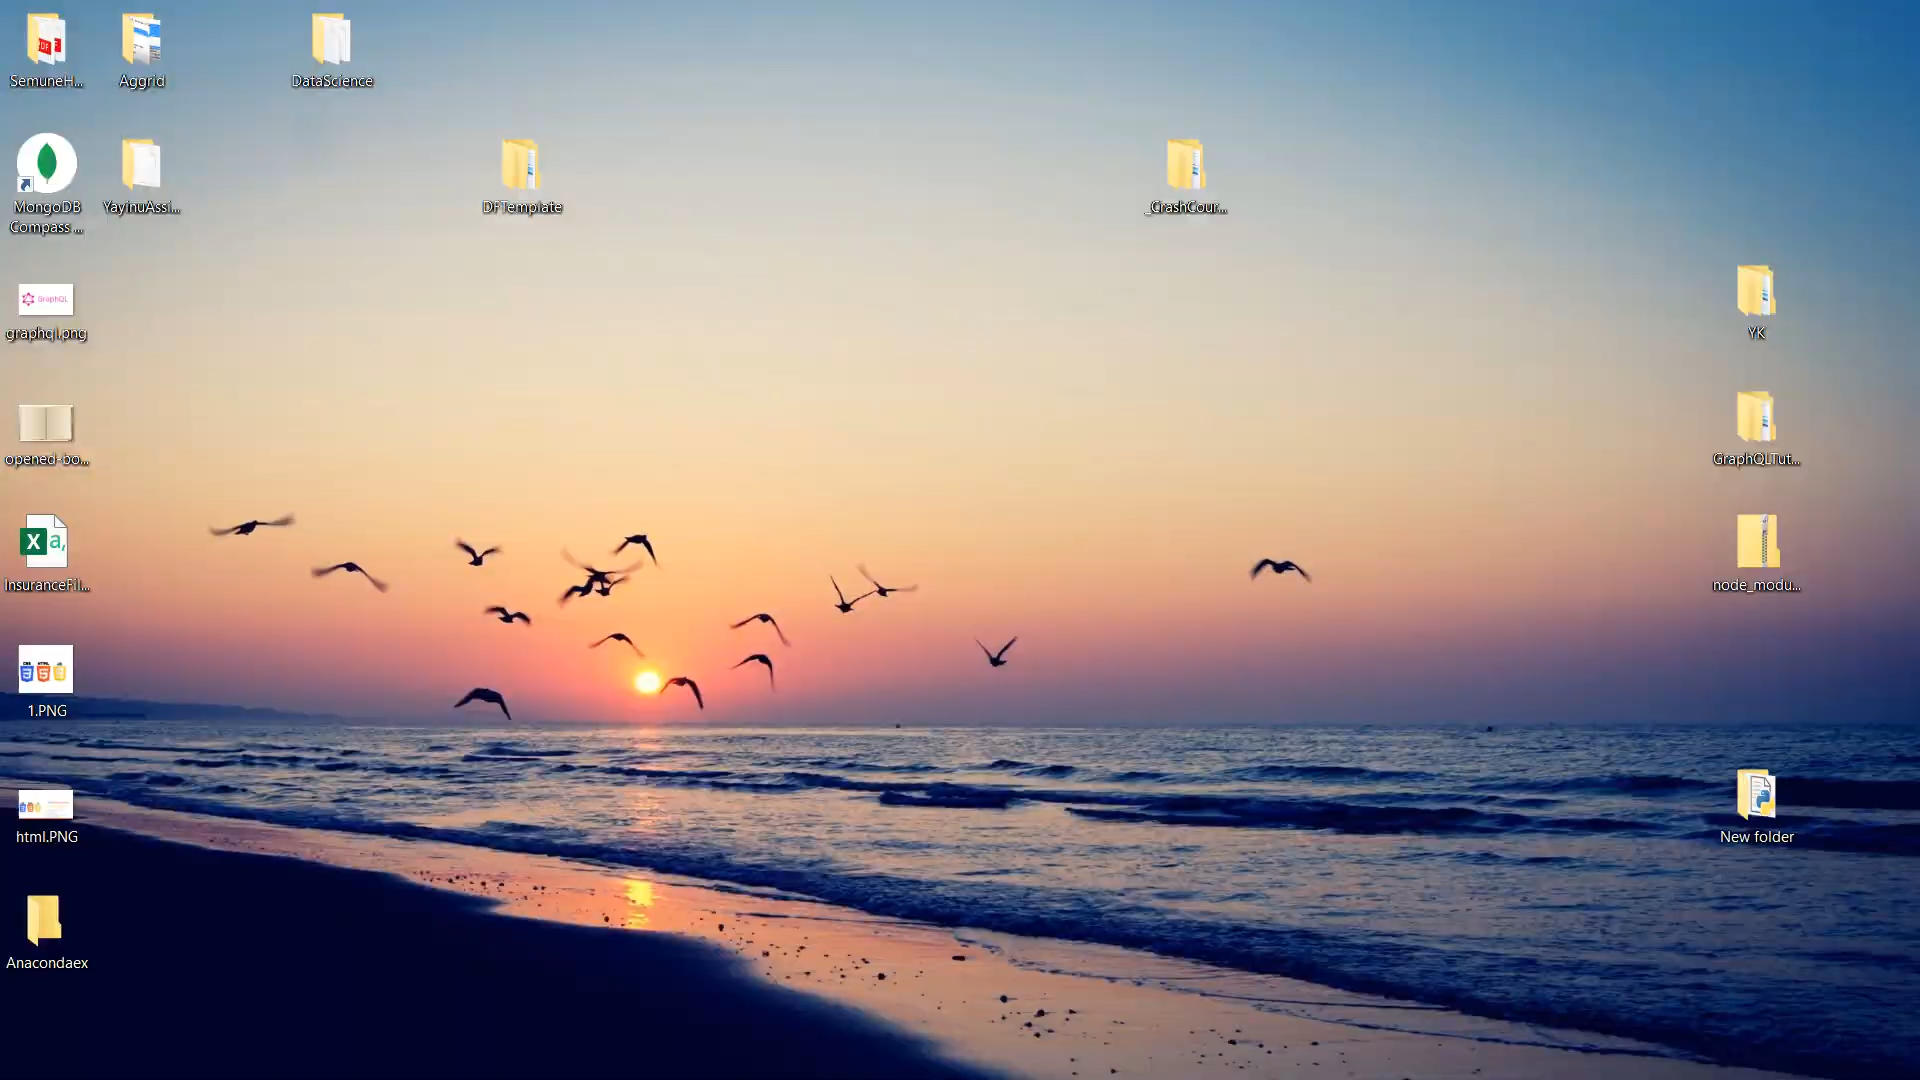 SemuneH...
Aggrid
DataScience
MongoDB
Compass ...
YayinuAssi...
DFTemplate
_CrashCour...
GraphQL
graphql.png
YK
opened-bo...
GraphQLTut...
InsuranceFil...
node_modu...
1.PNG
html.PNG
New folder
Anacondaex